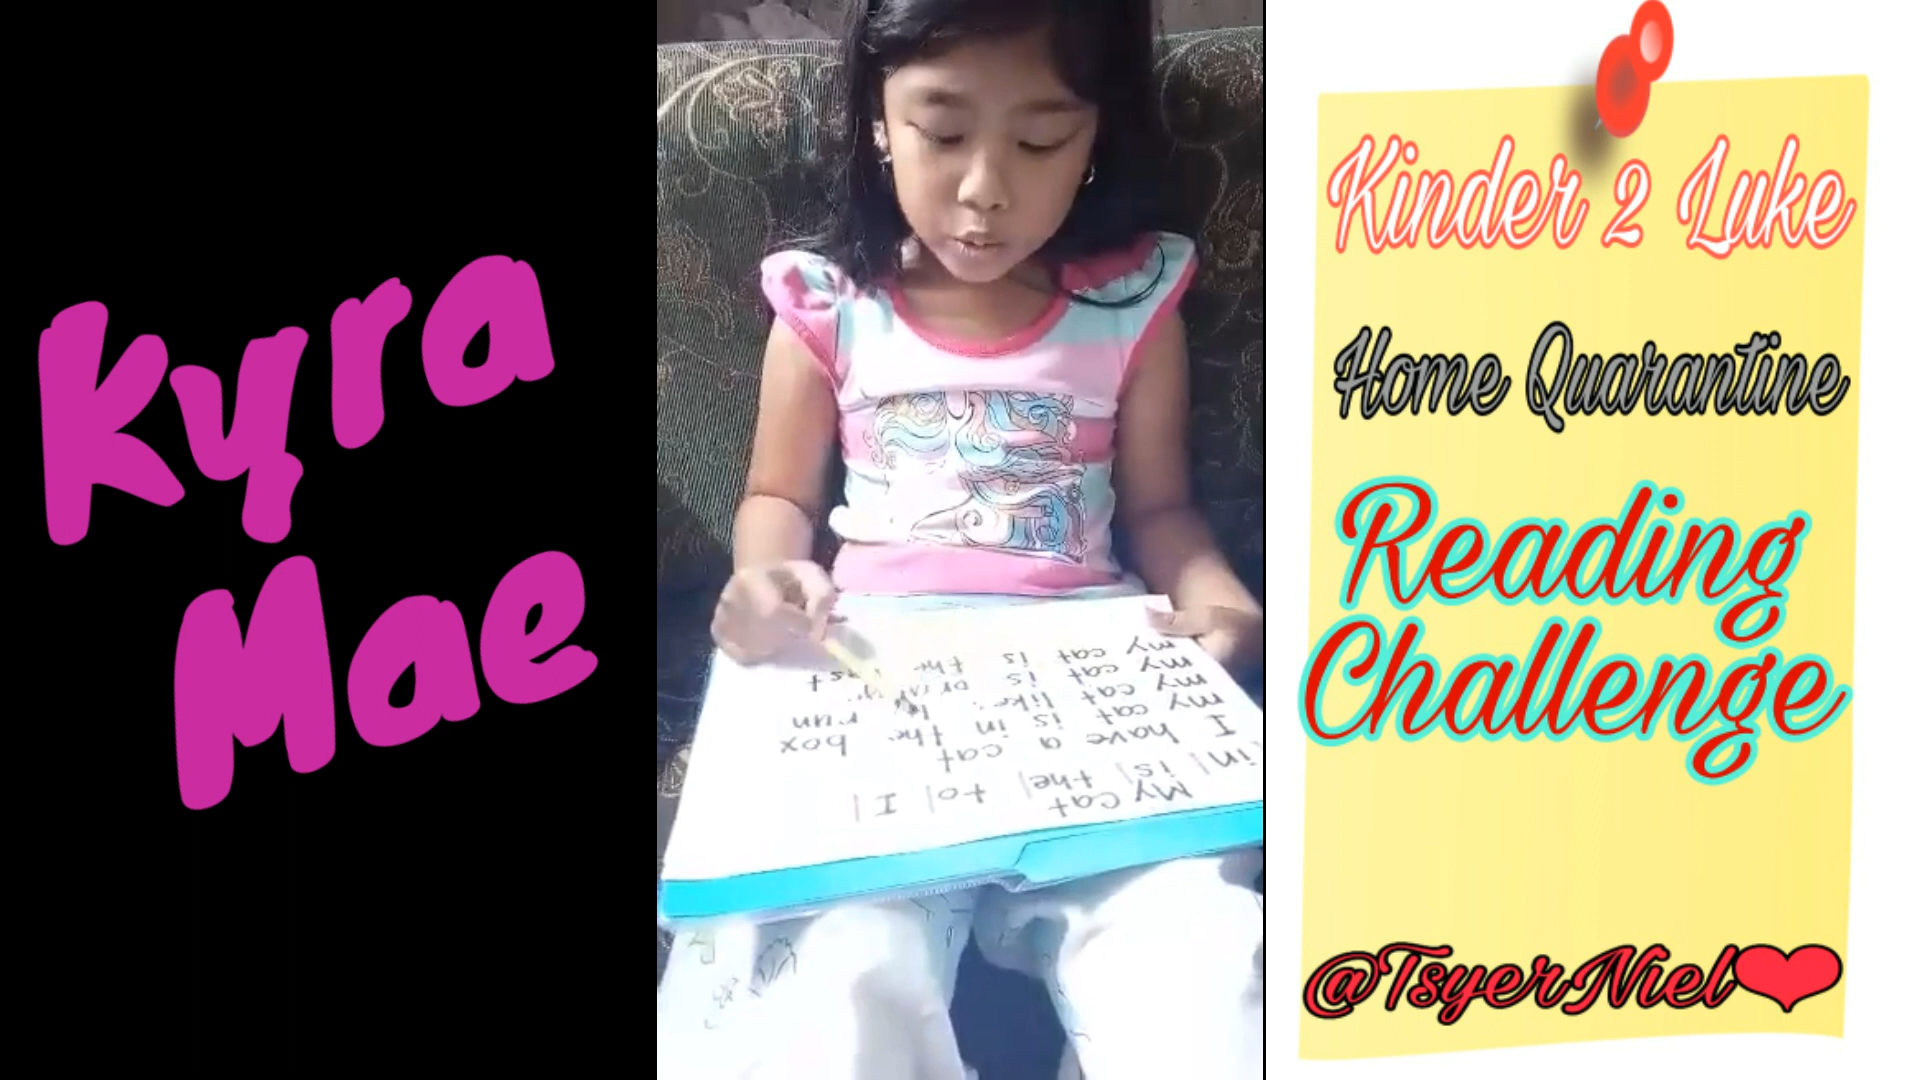 Kyra
Mae
My cat
in| is| the| to| I|
I have a cat
my cat is in the box
my cat likes to run
my cat is
my cat is the
Kinder 2 Luke
Home Quarantine
Reading
Challenge
@TsyerNiel